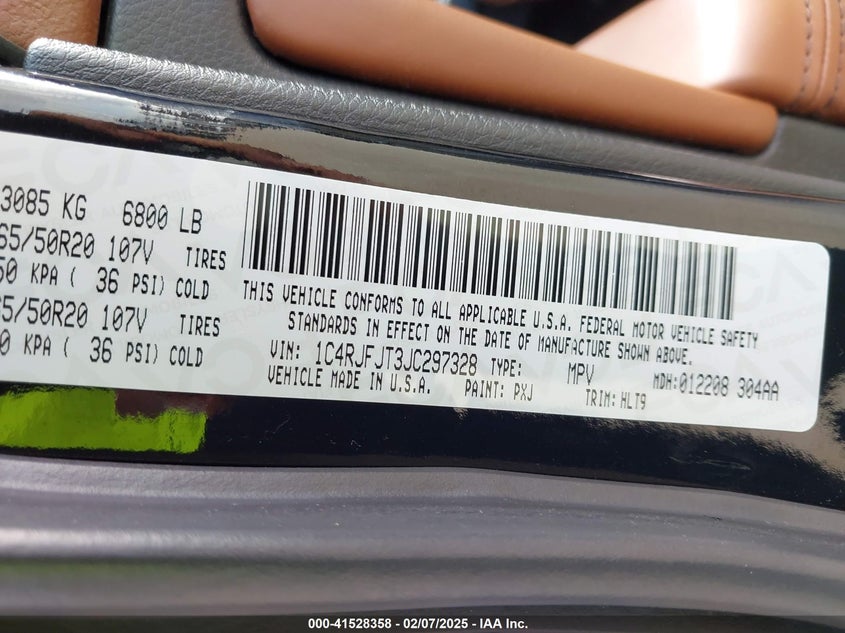 3085 KG 6800 LB
65/50R20 107V TIRES
50 KPA ( 36 PSI) COLD
65/50R20 107V TIRES
0 KPA ( 36 PSI) COLD
THIS VEHICLE CONFORMS TO ALL APPLICABLE U.S.A. FEDERAL MOTOR VEHICLE SAFETY
STANDARDS IN EFFECT ON THE DATE OF MANUFACTURE SHOWN ABOVE.
VIN: 1C4RJFJT3JC297328 TYPE: MPV MDH:012208 304AA
VEHICLE MADE IN U.S.A. PAINT: PXJ TRIM: HLT9
000-41528358 – 02/07/2025 – IAA Inc.